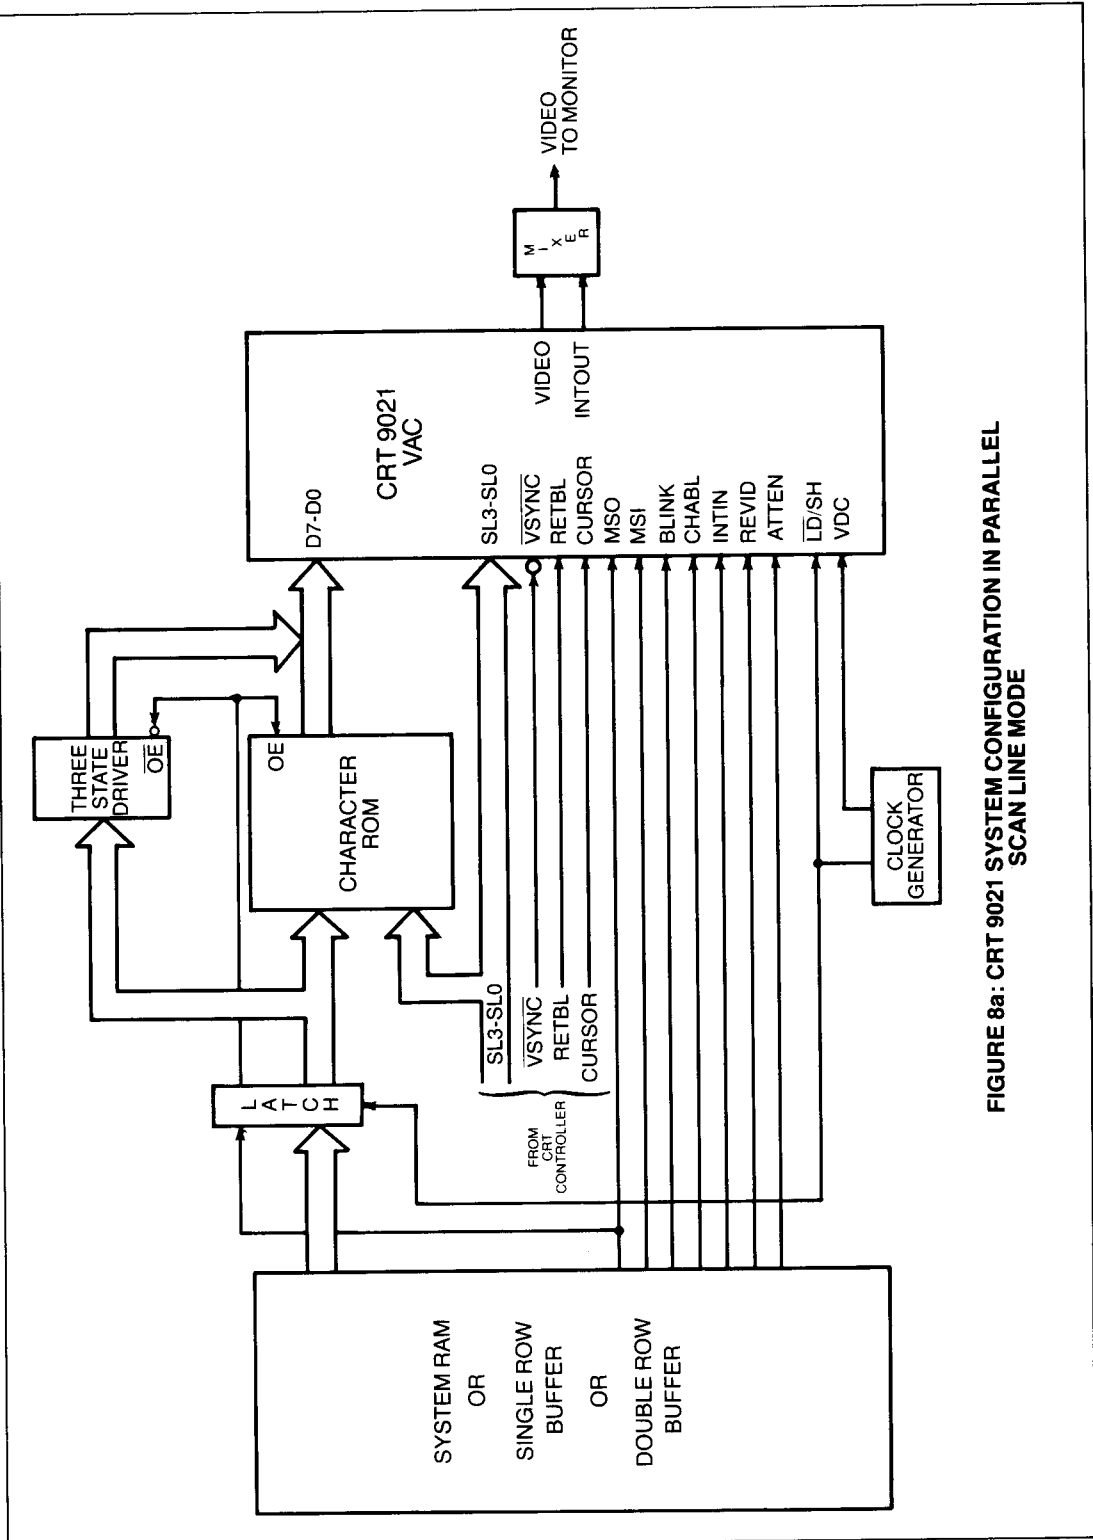 THREE
STATE
DRIVER
OE
OE
CHARACTER
ROM
LATCH
D7-D0
CRT 9021
VAC
SL3-SL0
VSYNC
RETBL
CURSOR
MSO
MSI
BLINK
CHABL
INTIN
REVID
ATTEN
LD/SH
VDC
VIDEO
INTOUT
MIXER
VIDEO
TO MONITOR
SL3-SL0
VSYNC
RETBL
CURSOR
FROM
CRT
CONTROLLER
SYSTEM RAM
OR
SINGLE ROW
BUFFER
OR
DOUBLE ROW
BUFFER
CLOCK
GENERATOR
FIGURE 8a: CRT 9021 SYSTEM CONFIGURATION IN PARALLEL
SCAN LINE MODE